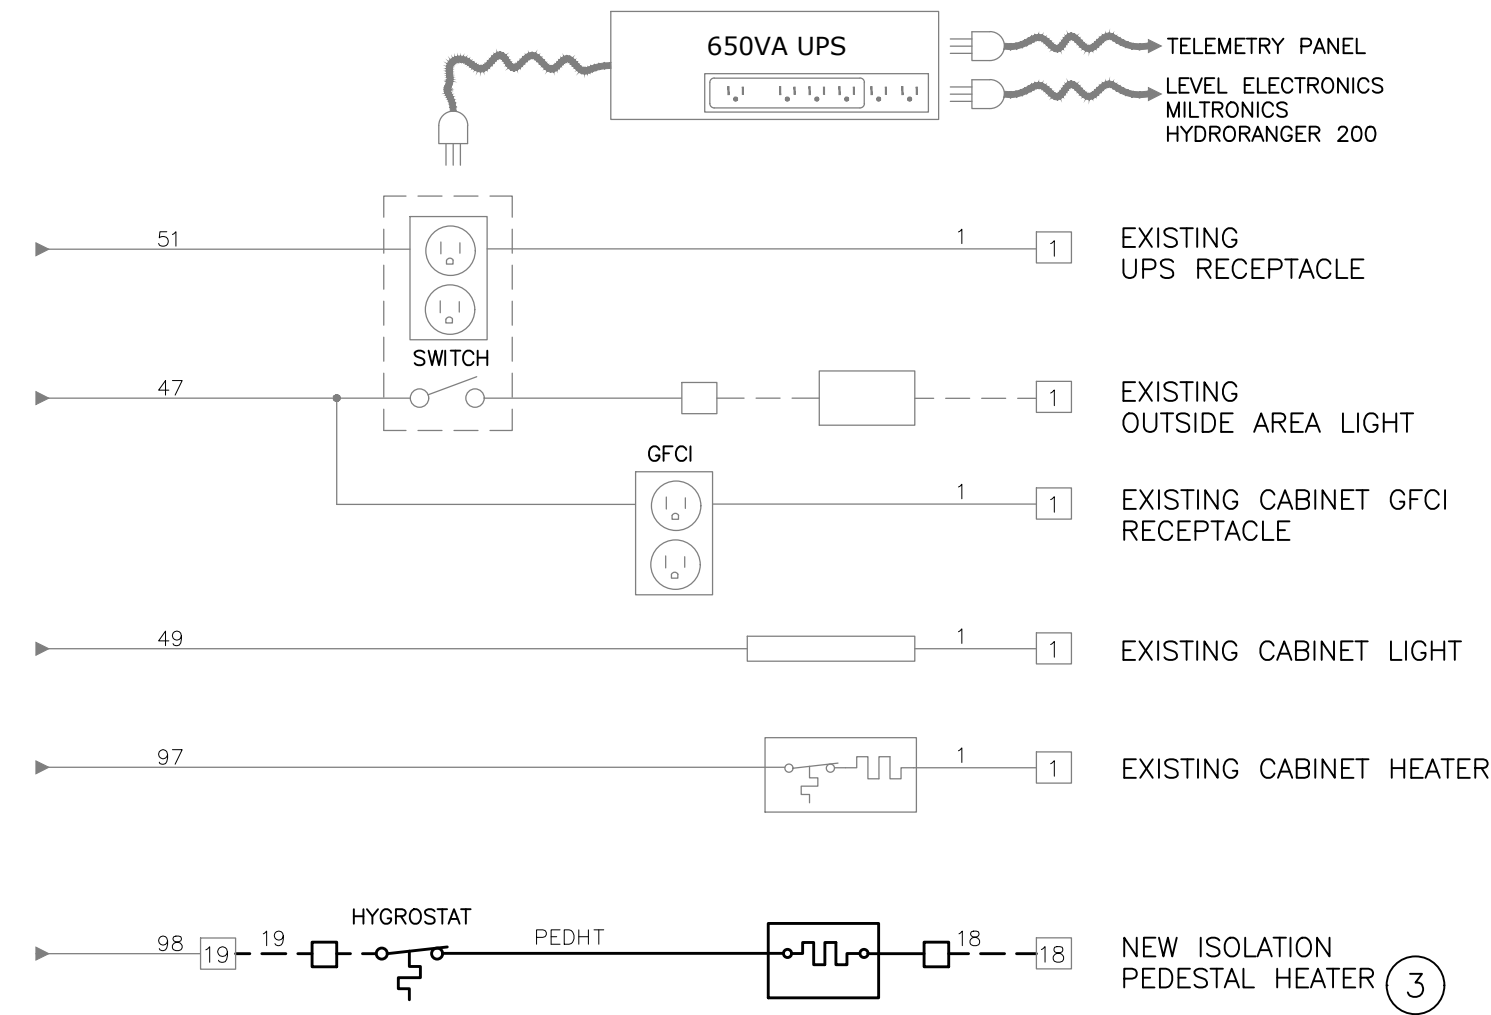 650VA UPS
TELEMETRY PANEL
LEVEL ELECTRONICS
MILTRONICS
HYDRORANGER 200
51
1
1
EXISTING
UPS RECEPTACLE
SWITCH
47
1
EXISTING
OUTSIDE AREA LIGHT
GFCI
1
1
EXISTING CABINET GFCI
RECEPTACLE
49
1
1
EXISTING CABINET LIGHT
97
1
1
EXISTING CABINET HEATER
HYGROSTAT
98
19
19
PEDHT
18
18
NEW ISOLATION
PEDESTAL HEATER
3